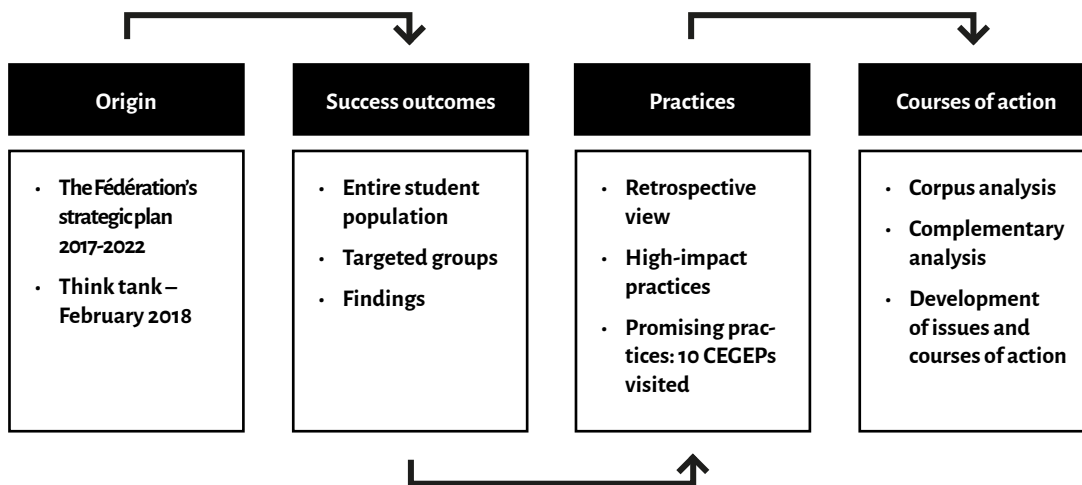 Origin
• The Fédération’s
strategic plan
2017-2022
• Think tank –
February 2018
Success outcomes
• Entire student
population
• Targeted groups
• Findings
Practices
• Retrospective
view
• High-impact
practices
• Promising prac-
tices: 10 CEGEPs
visited
Courses of action
• Corpus analysis
• Complementary
analysis
• Development
of issues and
courses of action